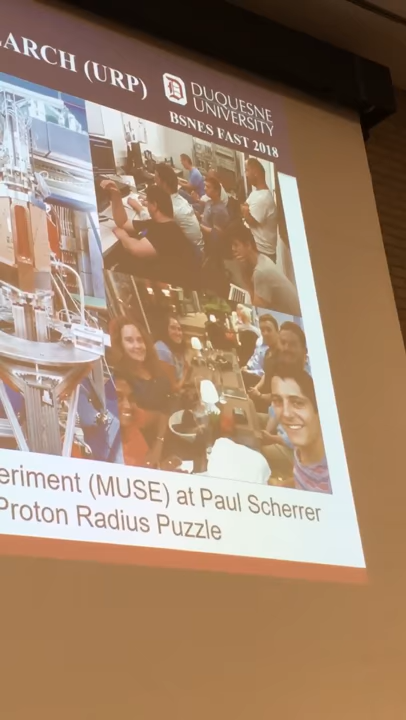 ARCH (URP)
DUQUESNE
UNIVERSITY
BSNES FAST 2018
eriment (MUSE) at Paul Scherrer
Proton Radius Puzzle